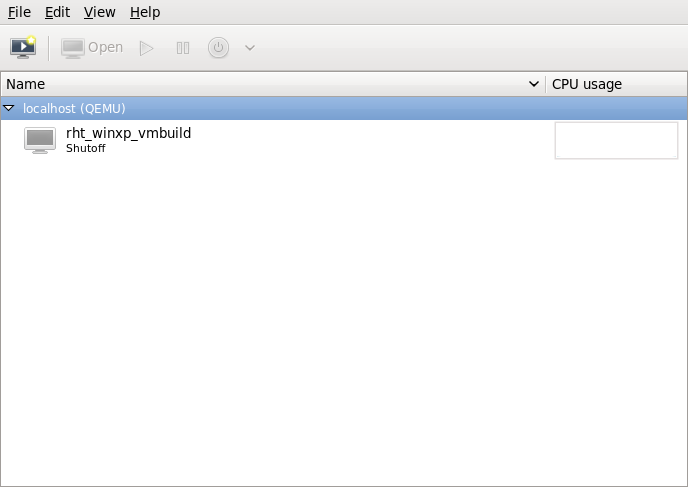 File Edit View Help
Open
Name CPU usage
localhost (QEMU)
rht_winxp_vmbuild
Shutoff